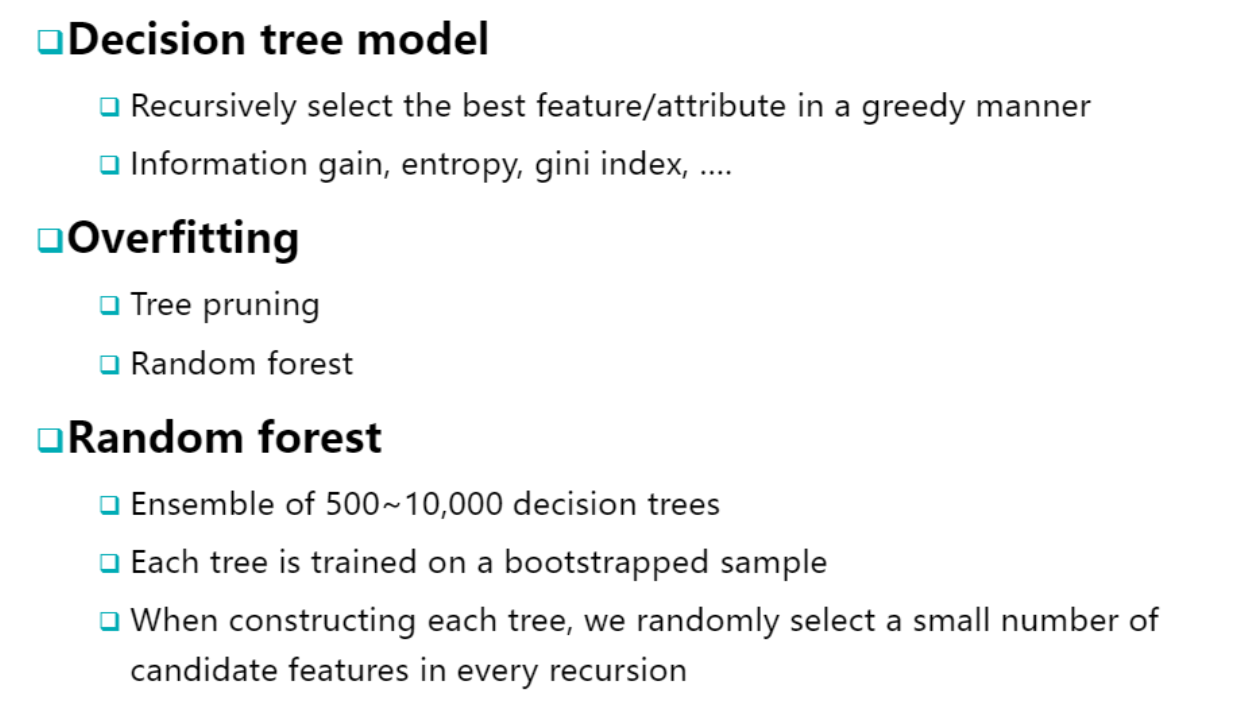 Decision tree model
Recursively select the best feature/attribute in a greedy manner
Information gain, entropy, gini index, ....
Overfitting
Tree pruning
Random forest
Random forest
Ensemble of 500~10,000 decision trees
Each tree is trained on a bootstrapped sample
When constructing each tree, we randomly select a small number of
candidate features in every recursion